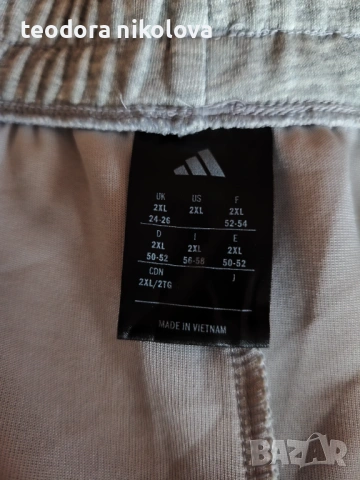 teodora nikolova
UK US F
2XL 2XL 2XL
24-26 52-54
D I E
2XL 2XL 2XL
50-52 56-58 50-52
CDN J
2XL/2TG
MADE IN VIETNAM
BAZAR